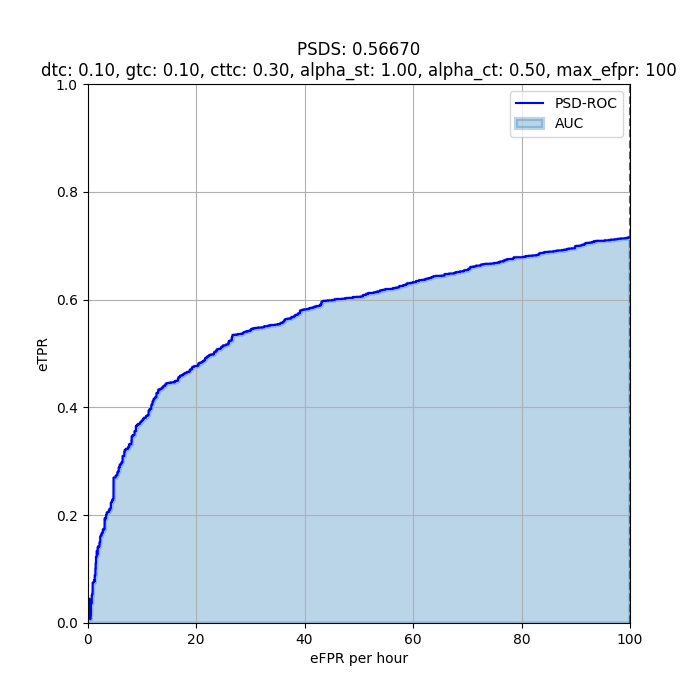 PSDS: 0.56670
dtc: 0.10, gtc: 0.10, cttc: 0.30, alpha_st: 1.00, alpha_ct: 0.50, max_efpr: 100
1.0
PSD-ROC
AUC
0.8
0.6
eTPR
0.4
0.2
0.0
0 20 40 60 80 100
eFPR per hour